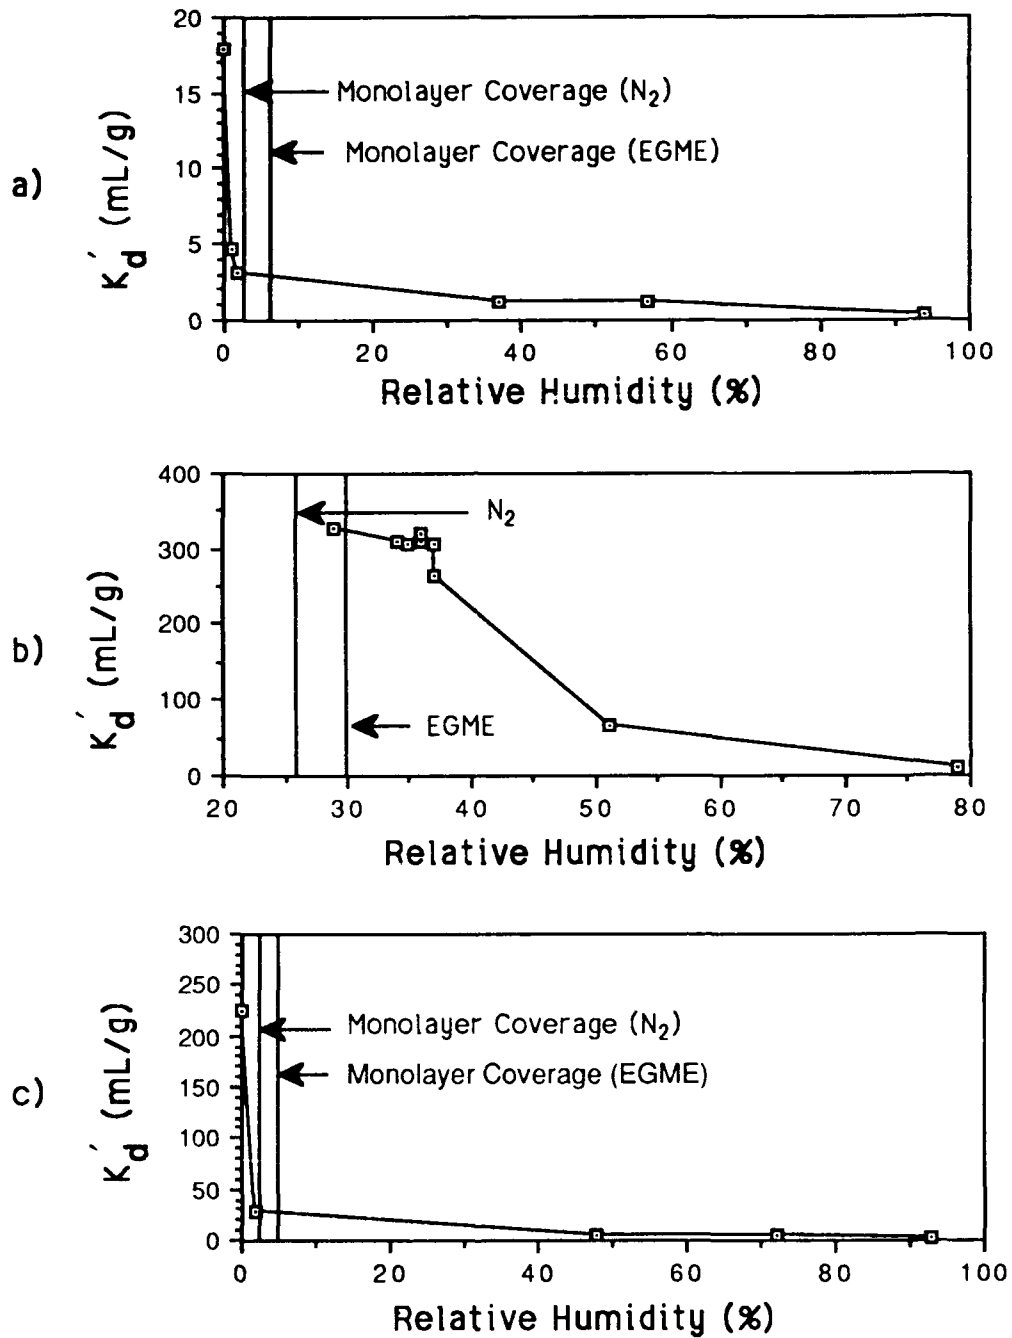 a)
K'd (mL/g)
20
15
10
5
0
Monolayer Coverage (N2)
Monolayer Coverage (EGME)
0 20 40 60 80 100
Relative Humidity (%)
b)
K'd (mL/g)
400
300
200
100
0
N2
EGME
20 30 40 50 60 70 80
Relative Humidity (%)
c)
K'd (mL/g)
300
250
200
150
100
50
0
Monolayer Coverage (N2)
Monolayer Coverage (EGME)
0 20 40 60 80 100
Relative Humidity (%)